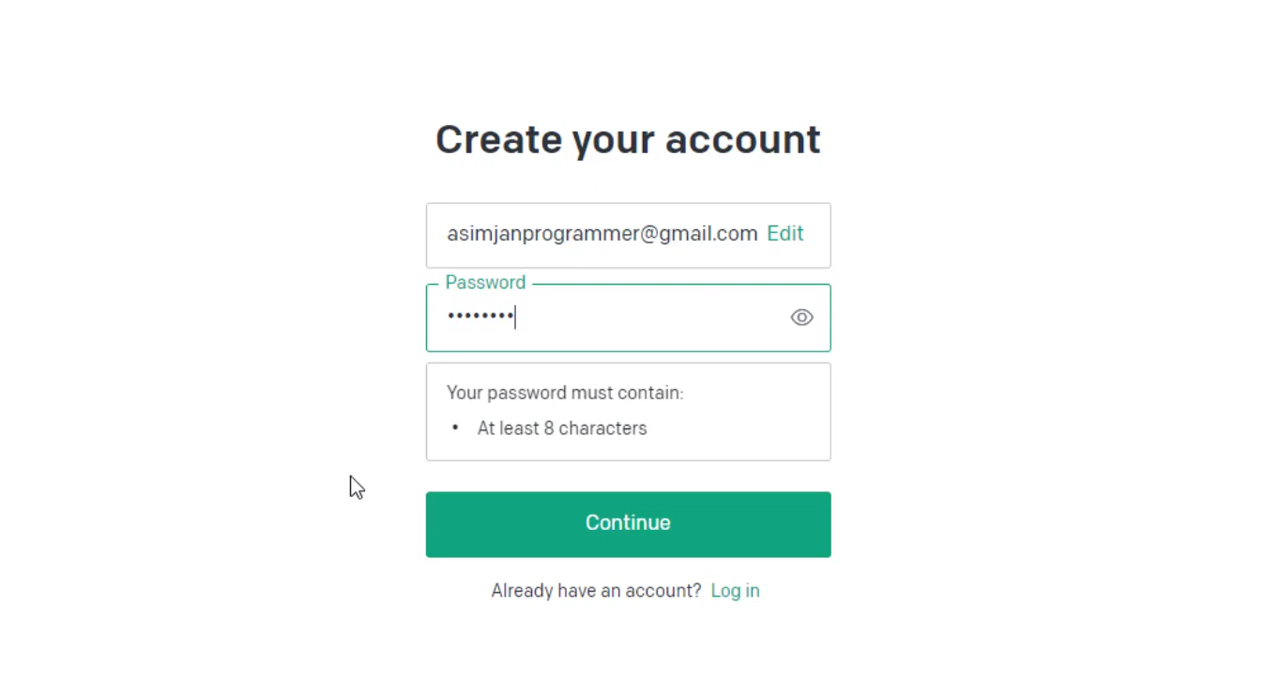 Create your account
asimjanprogrammer@gmail.com Edit
Password
••••••••
Your password must contain:
• At least 8 characters
Continue
Already have an account? Log in